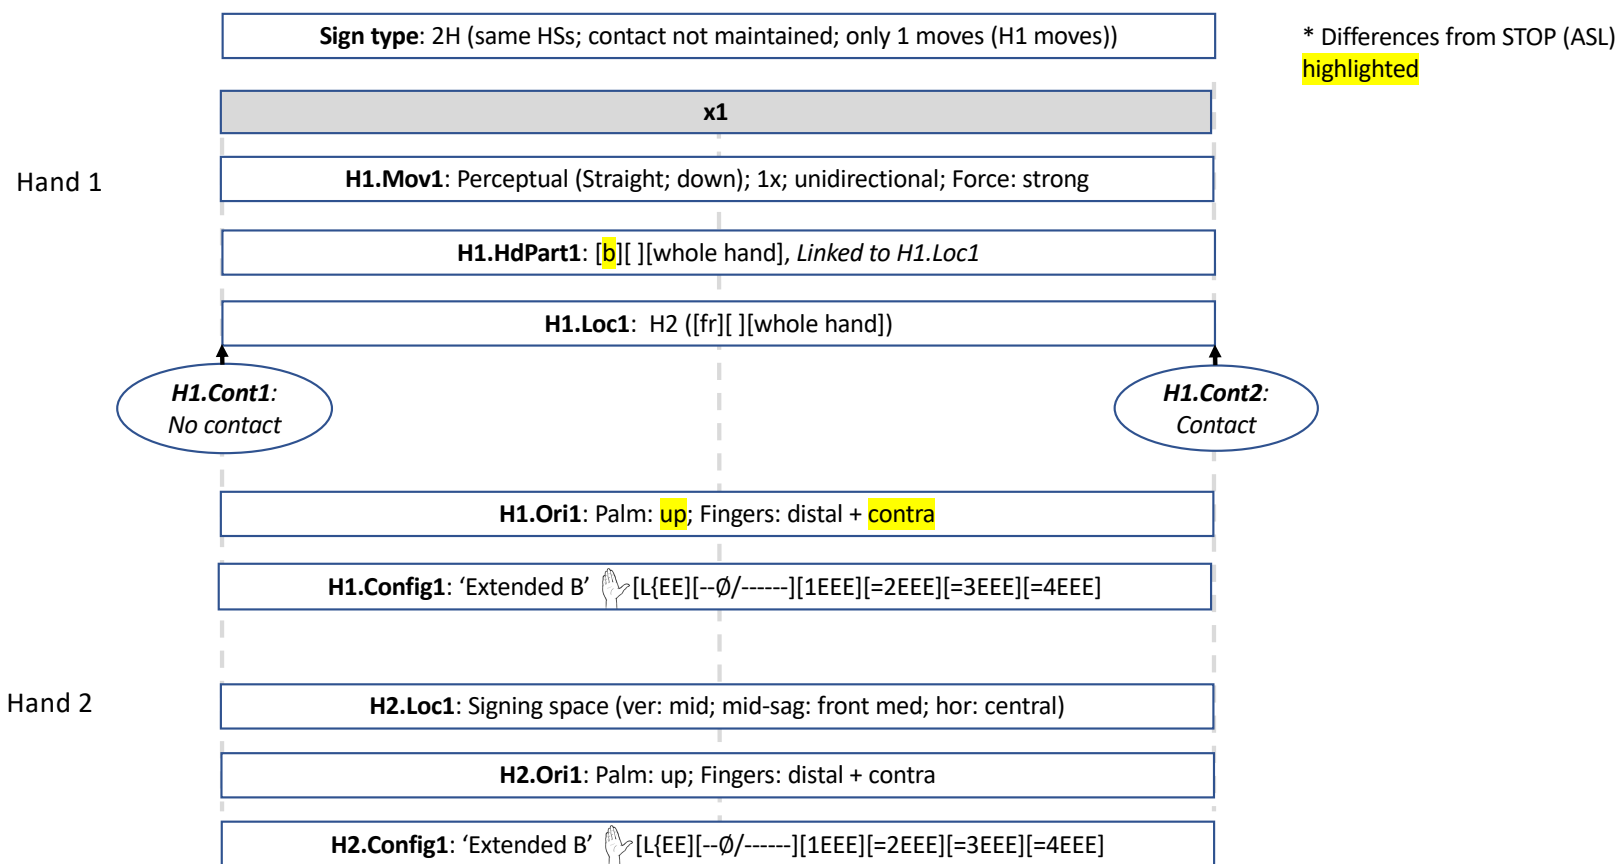 Sign type: 2H (same HSs; contact not maintained; only 1 moves (H1 moves))
* Differences from STOP (ASL)
highlighted
x1
Hand 1
H1.Mov1: Perceptual (Straight; down); 1x; unidirectional; Force: strong
H1.HdPart1: [b][ ][whole hand], Linked to H1.Loc1
H1.Loc1: H2 ([fr][ ][whole hand])
H1.Cont1:
No contact
H1.Cont2:
Contact
H1.Ori1: Palm: up; Fingers: distal + contra
H1.Config1: ‘Extended B’ [L{EE][--Ø/------][1EEE][=2EEE][=3EEE][=4EEE]
Hand 2
H2.Loc1: Signing space (ver: mid; mid-sag: front med; hor: central)
H2.Ori1: Palm: up; Fingers: distal + contra
H2.Config1: ‘Extended B’ [L{EE][--Ø/------][1EEE][=2EEE][=3EEE][=4EEE]